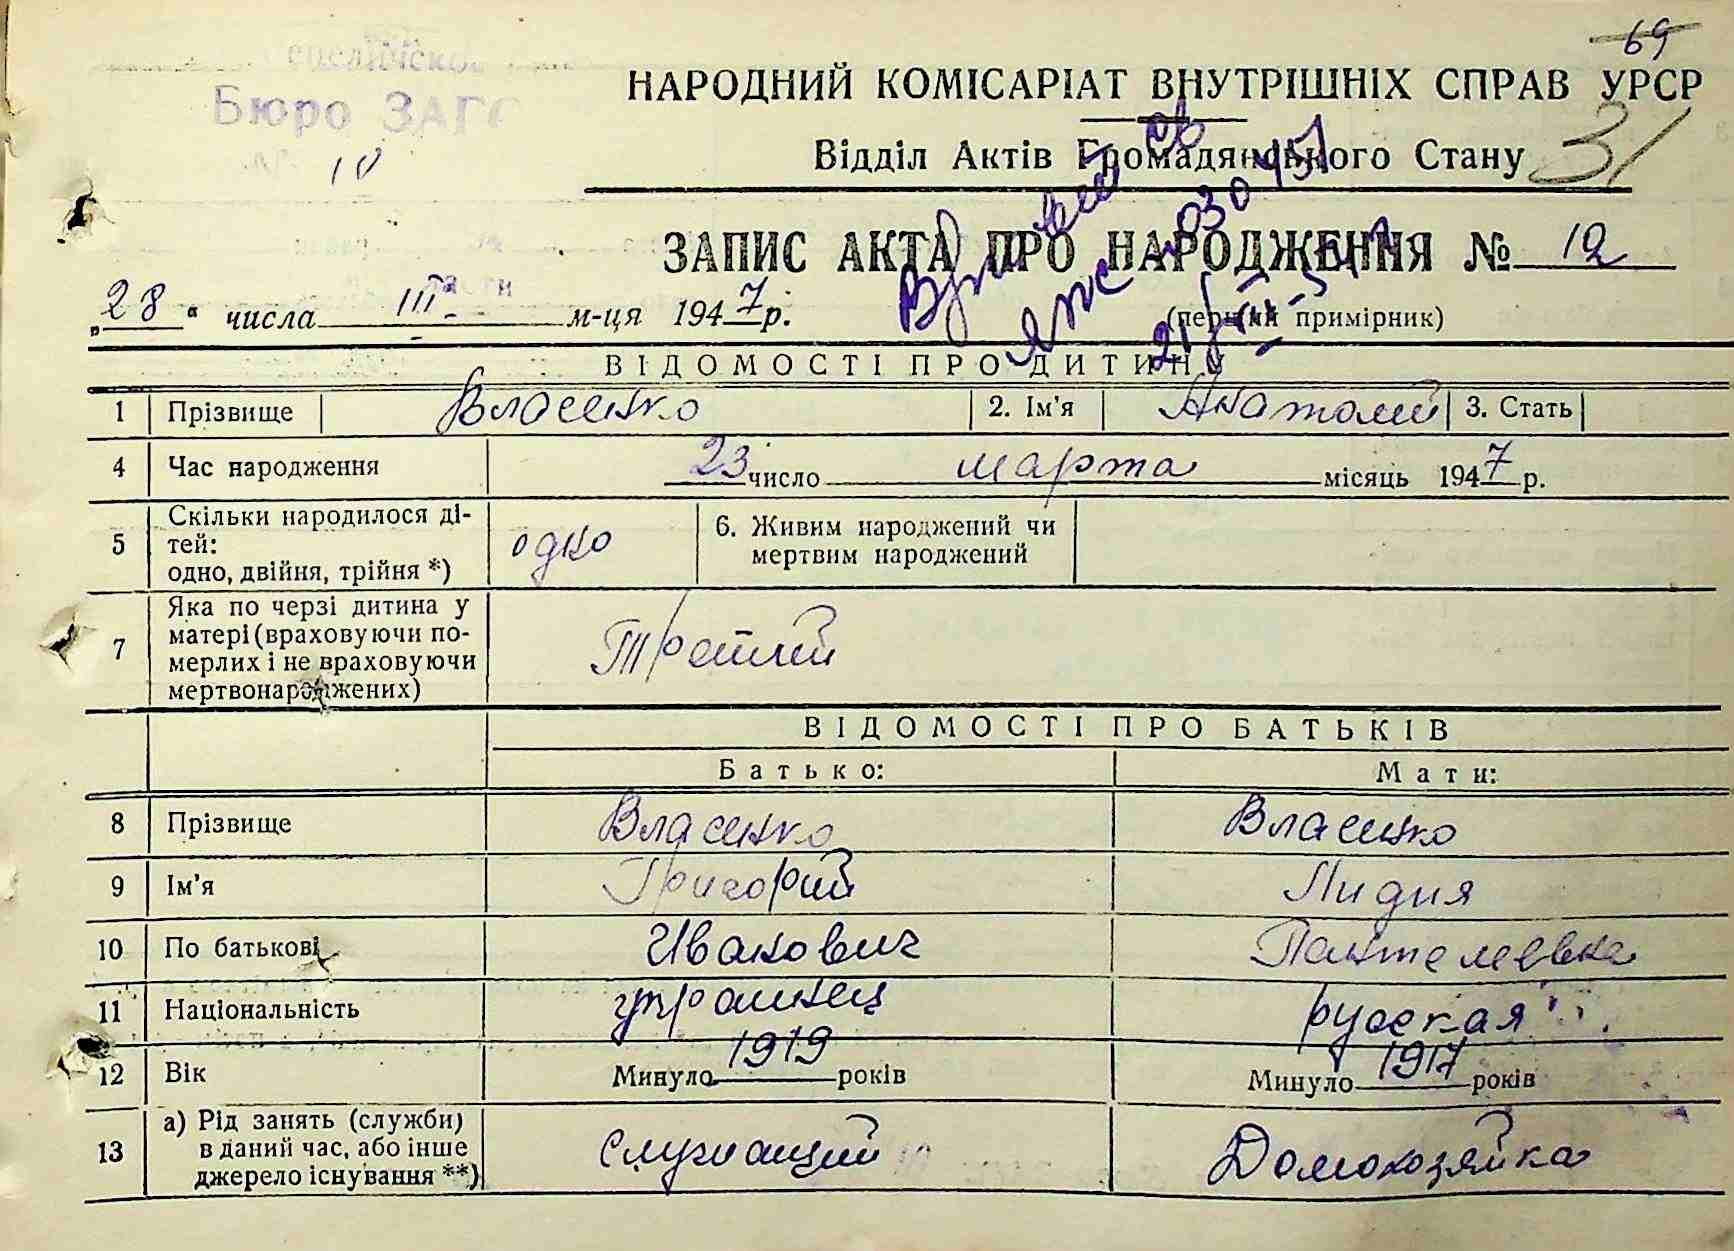 69
Бюро ЗАГС
10
НАРОДНИЙ КОМІСАРІАТ ВНУТРІШНІХ СПРАВ УРСР
Відділ Актів Громадянського Стану 31
ЗАПИС АКТА ПРО НАРОДЖЕННЯ № 12
„28“ числа III м-ця 1947 р. (перший примірник)
ВІДОМОСТІ ПРО ДИТИНУ
1 Прізвище Власенко 2. Ім'я Анатолий 3. Стать
4 Час народження 23 число марта місяць 1947 р.
5 Скільки народилося ді-
тей:
одно, двійня, трійня *) одно 6. Живим народжений чи
мертвим народжений
7 Яка по черзі дитина у
матері (враховуючи по-
мерлих і не враховуючи
мертвонароджених) Третий
ВІДОМОСТІ ПРО БАТЬКІВ
Батько: Мати:
8 Прізвище Власенко Власенко
9 Ім'я Григорий Лидия
10 По батькові Иванович Пантелеевна
11 Національність украинец русская
12 Вік Минуло 1919 років Минуло 1917 років
13 а) Рід занять (служби)
в даний час, або інше
джерело існування **) Служащий Домохозяйка